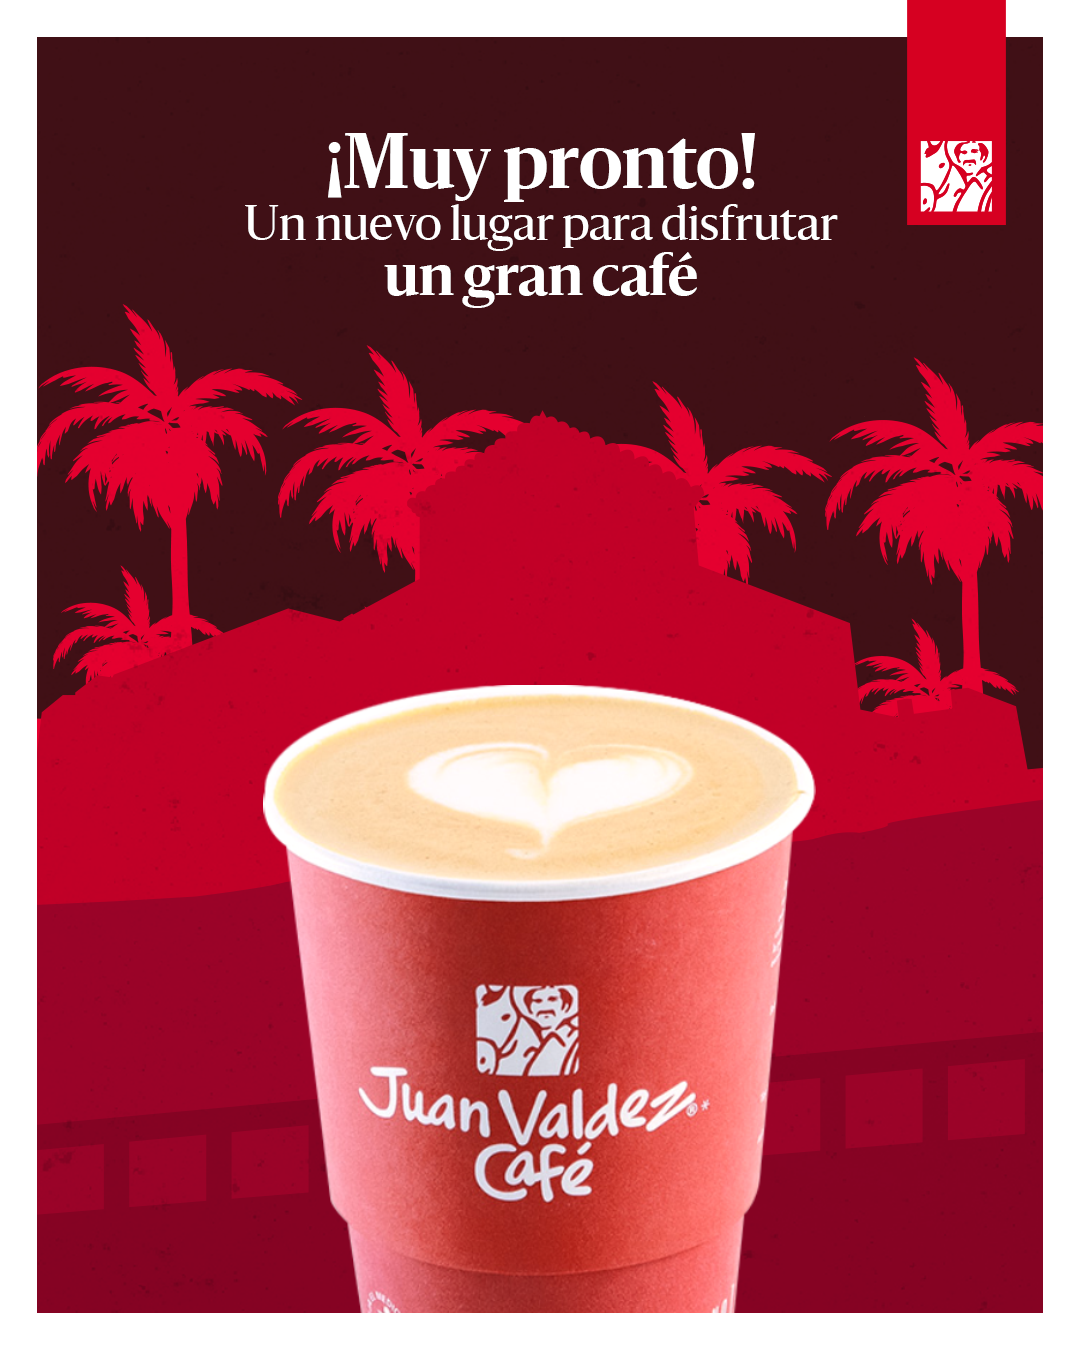 ¡Muy pronto!
Un nuevo lugar para disfrutar
un gran café
Juan Valdez®*
Café